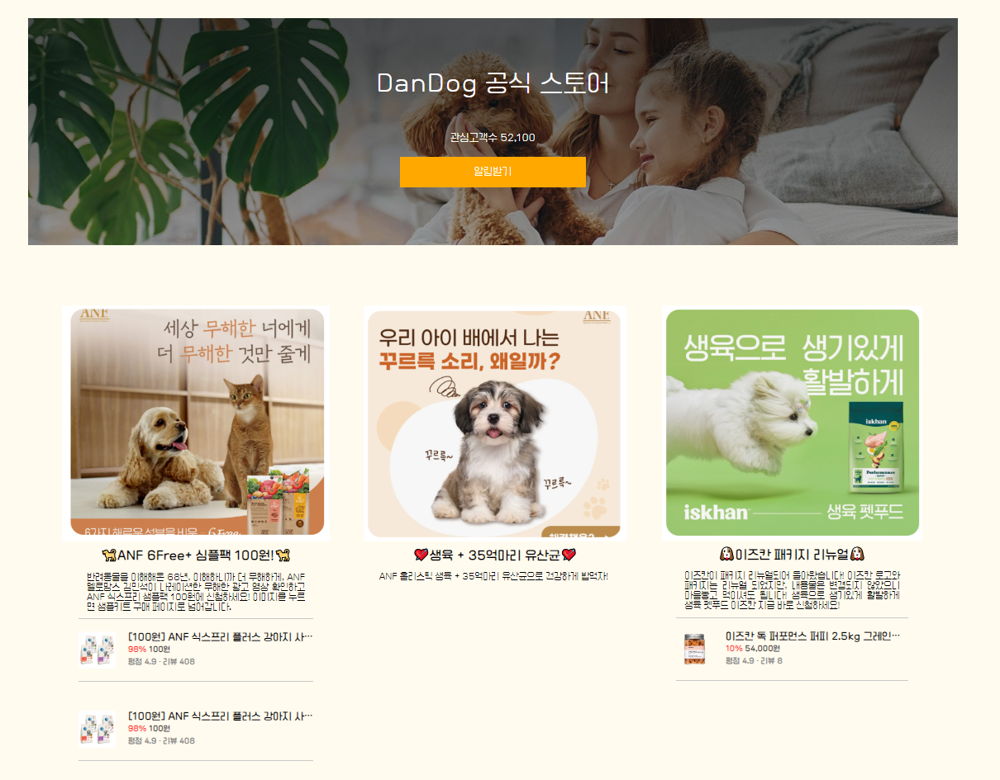 DanDog 공식 스토어
관심고객수 52,100
알림받기
ANF
세상 무해한 너에게
더 무해한 것만 줄게
6가지 해로운 성분을 비움 6Free
ANF
우리 아이 배에서 나는
꾸르륵 소리, 왜일까?
꾸르륵~
꾸르륵~
생육으로 생기있게
활발하게
iskhan
Performance
iskhan 생육 펫푸드
ANF 6Free+ 심플팩 100원!
반려동물을 이해해온 68년, 이해하니까 더 무해하게, ANF
멜로망스 김민석이 나레이션한 무해한 광고 영상 확인하고
ANF 식스프리 샘플팩 100원에 신청하세요! 이미지를 누르
면 샘플키트 구매 페이지로 넘어갑니다.
[100원] ANF 식스프리 플러스 강아지 사…
98% 100원
평점 4.9 · 리뷰 408
[100원] ANF 식스프리 플러스 강아지 사…
98% 100원
평점 4.9 · 리뷰 408
생육 + 35억마리 유산균
ANF 홀리스틱 생육 + 35억마리 유산균으로 건강하게 밥먹자!
이즈칸 패키지 리뉴얼
이즈칸이 패키지 리뉴얼되어 돌아왔습니다! 이즈칸 로고와
패키지는 리뉴얼 되었지만, 내용물은 변경되지 않았으니
마음놓고 먹이셔도 됩니다! 생육으로 생기있게 활발하게
생육 펫푸드 이즈칸 지금 바로 신청하세요!
이즈칸 독 퍼포먼스 퍼피 2.5kg 그레인…
10% 54,000원
평점 4.9 · 리뷰 8